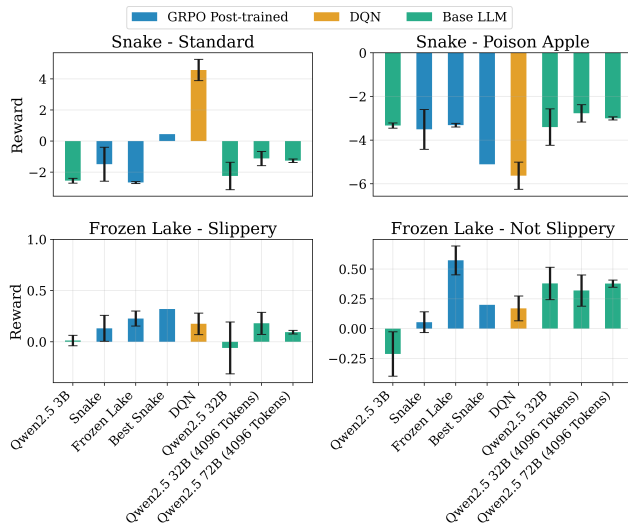 GRPO Post-trained DQN Base LLM
Snake - Standard
Snake - Poison Apple
Reward
4
2
0
−2
0
−2
−4
−6
Frozen Lake - Slippery
Frozen Lake - Not Slippery
Reward
1.0
0.5
0.0
0.50
0.25
0.00
−0.25
Qwen2.5 3B
Snake
Frozen Lake
Best Snake
DQN
Qwen2.5 32B
Qwen2.5 32B (4096 Tokens)
Qwen2.5 72B (4096 Tokens)
Qwen2.5 3B
Snake
Frozen Lake
Best Snake
DQN
Qwen2.5 32B
Qwen2.5 32B (4096 Tokens)
Qwen2.5 72B (4096 Tokens)